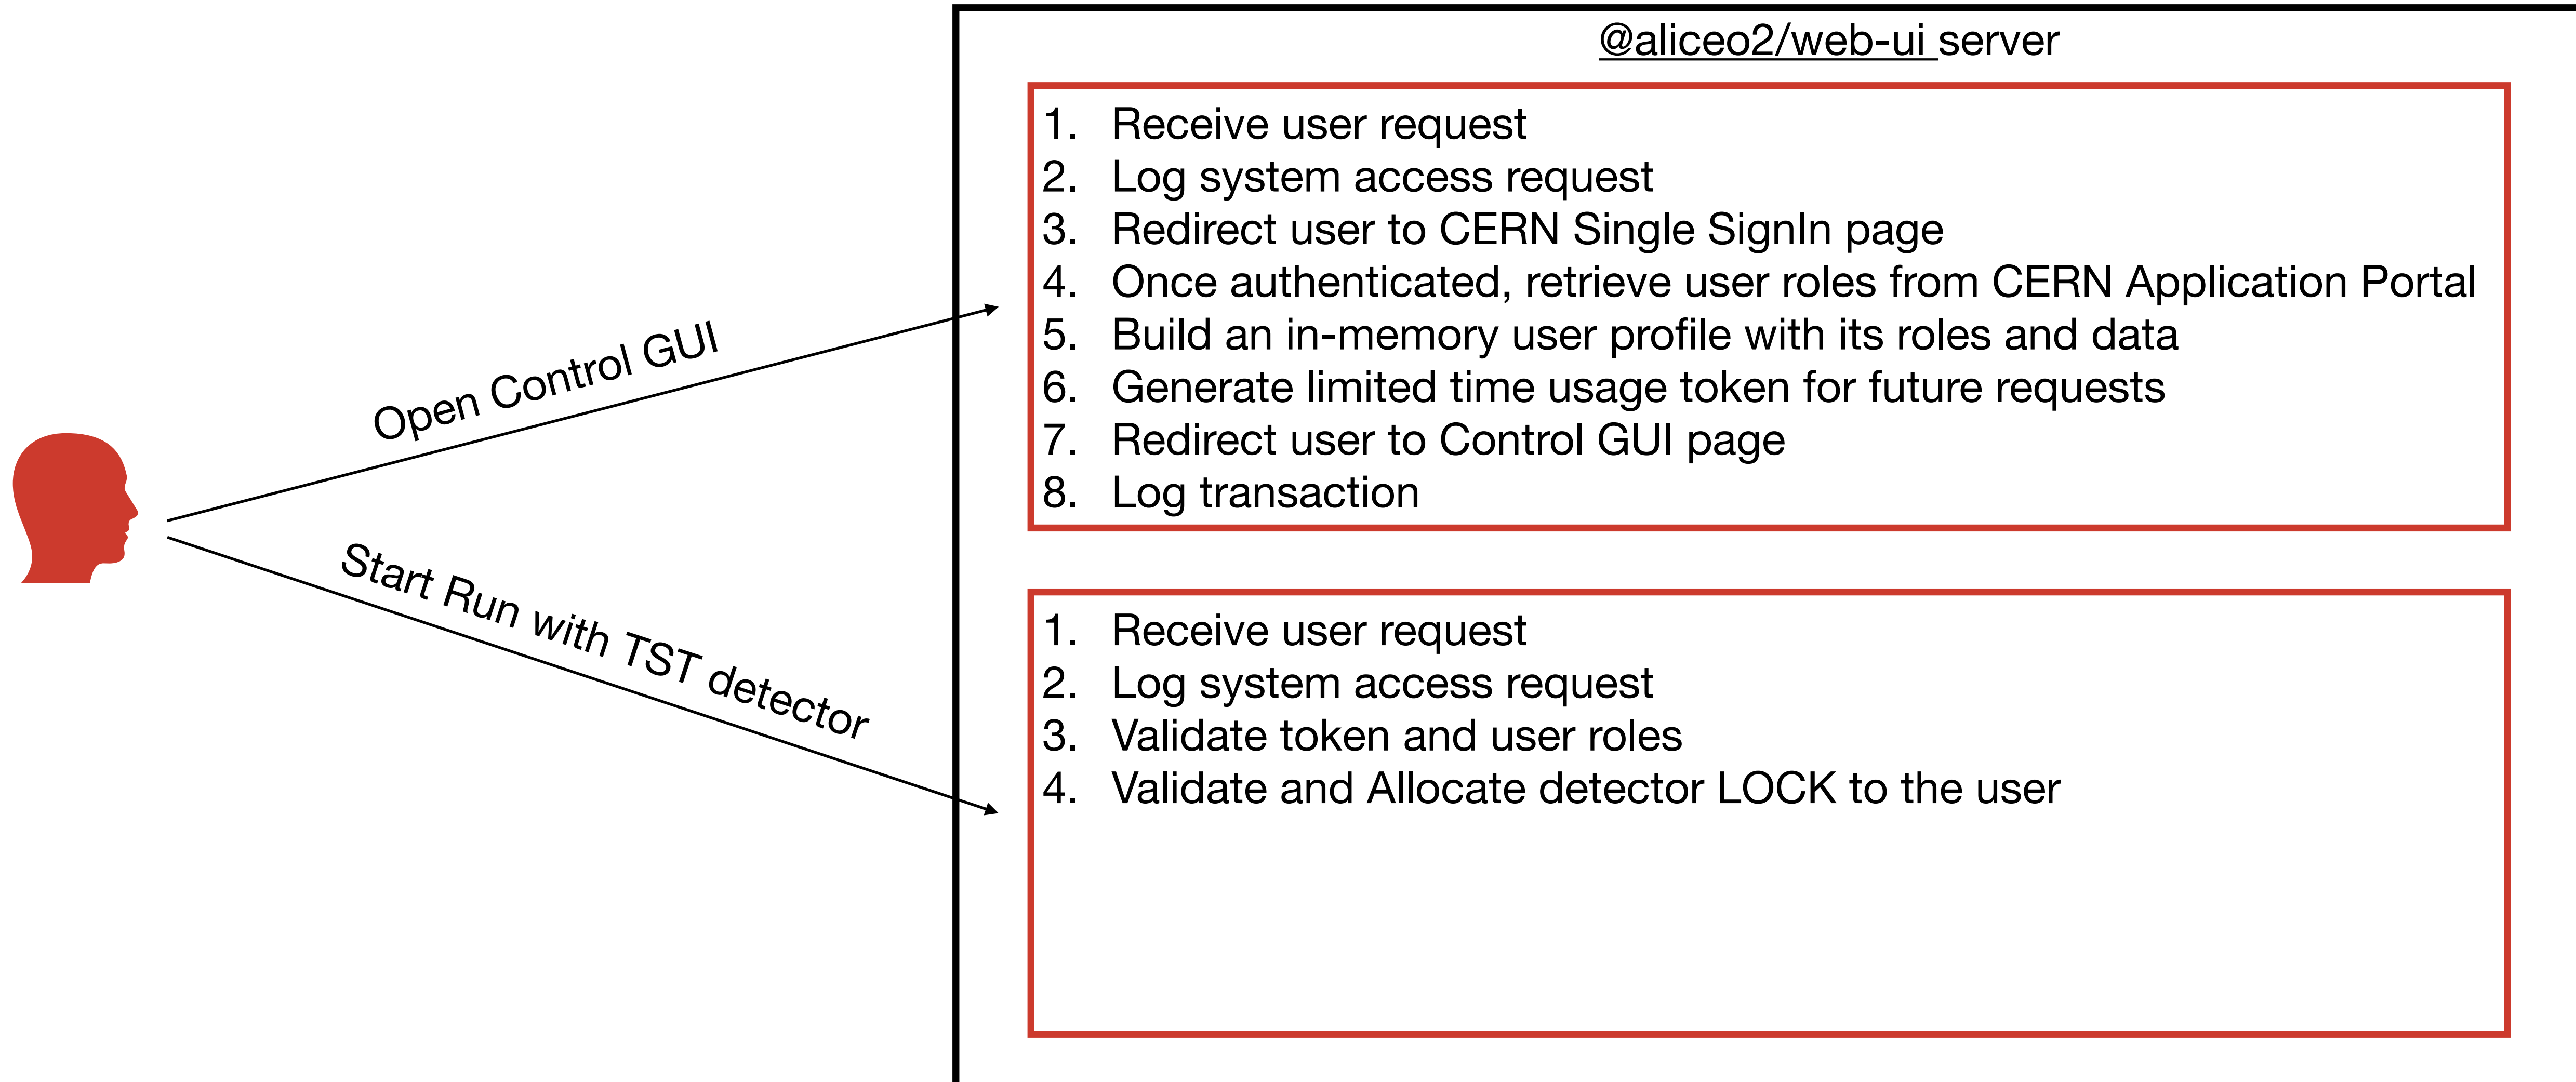 @aliceo2/web-ui server
1. Receive user request
2. Log system access request
3. Redirect user to CERN Single SignIn page
4. Once authenticated, retrieve user roles from CERN Application Portal
5. Build an in-memory user profile with its roles and data
6. Generate limited time usage token for future requests
7. Redirect user to Control GUI page
8. Log transaction
Open Control GUI
Start Run with TST detector
1. Receive user request
2. Log system access request
3. Validate token and user roles
4. Validate and Allocate detector LOCK to the user